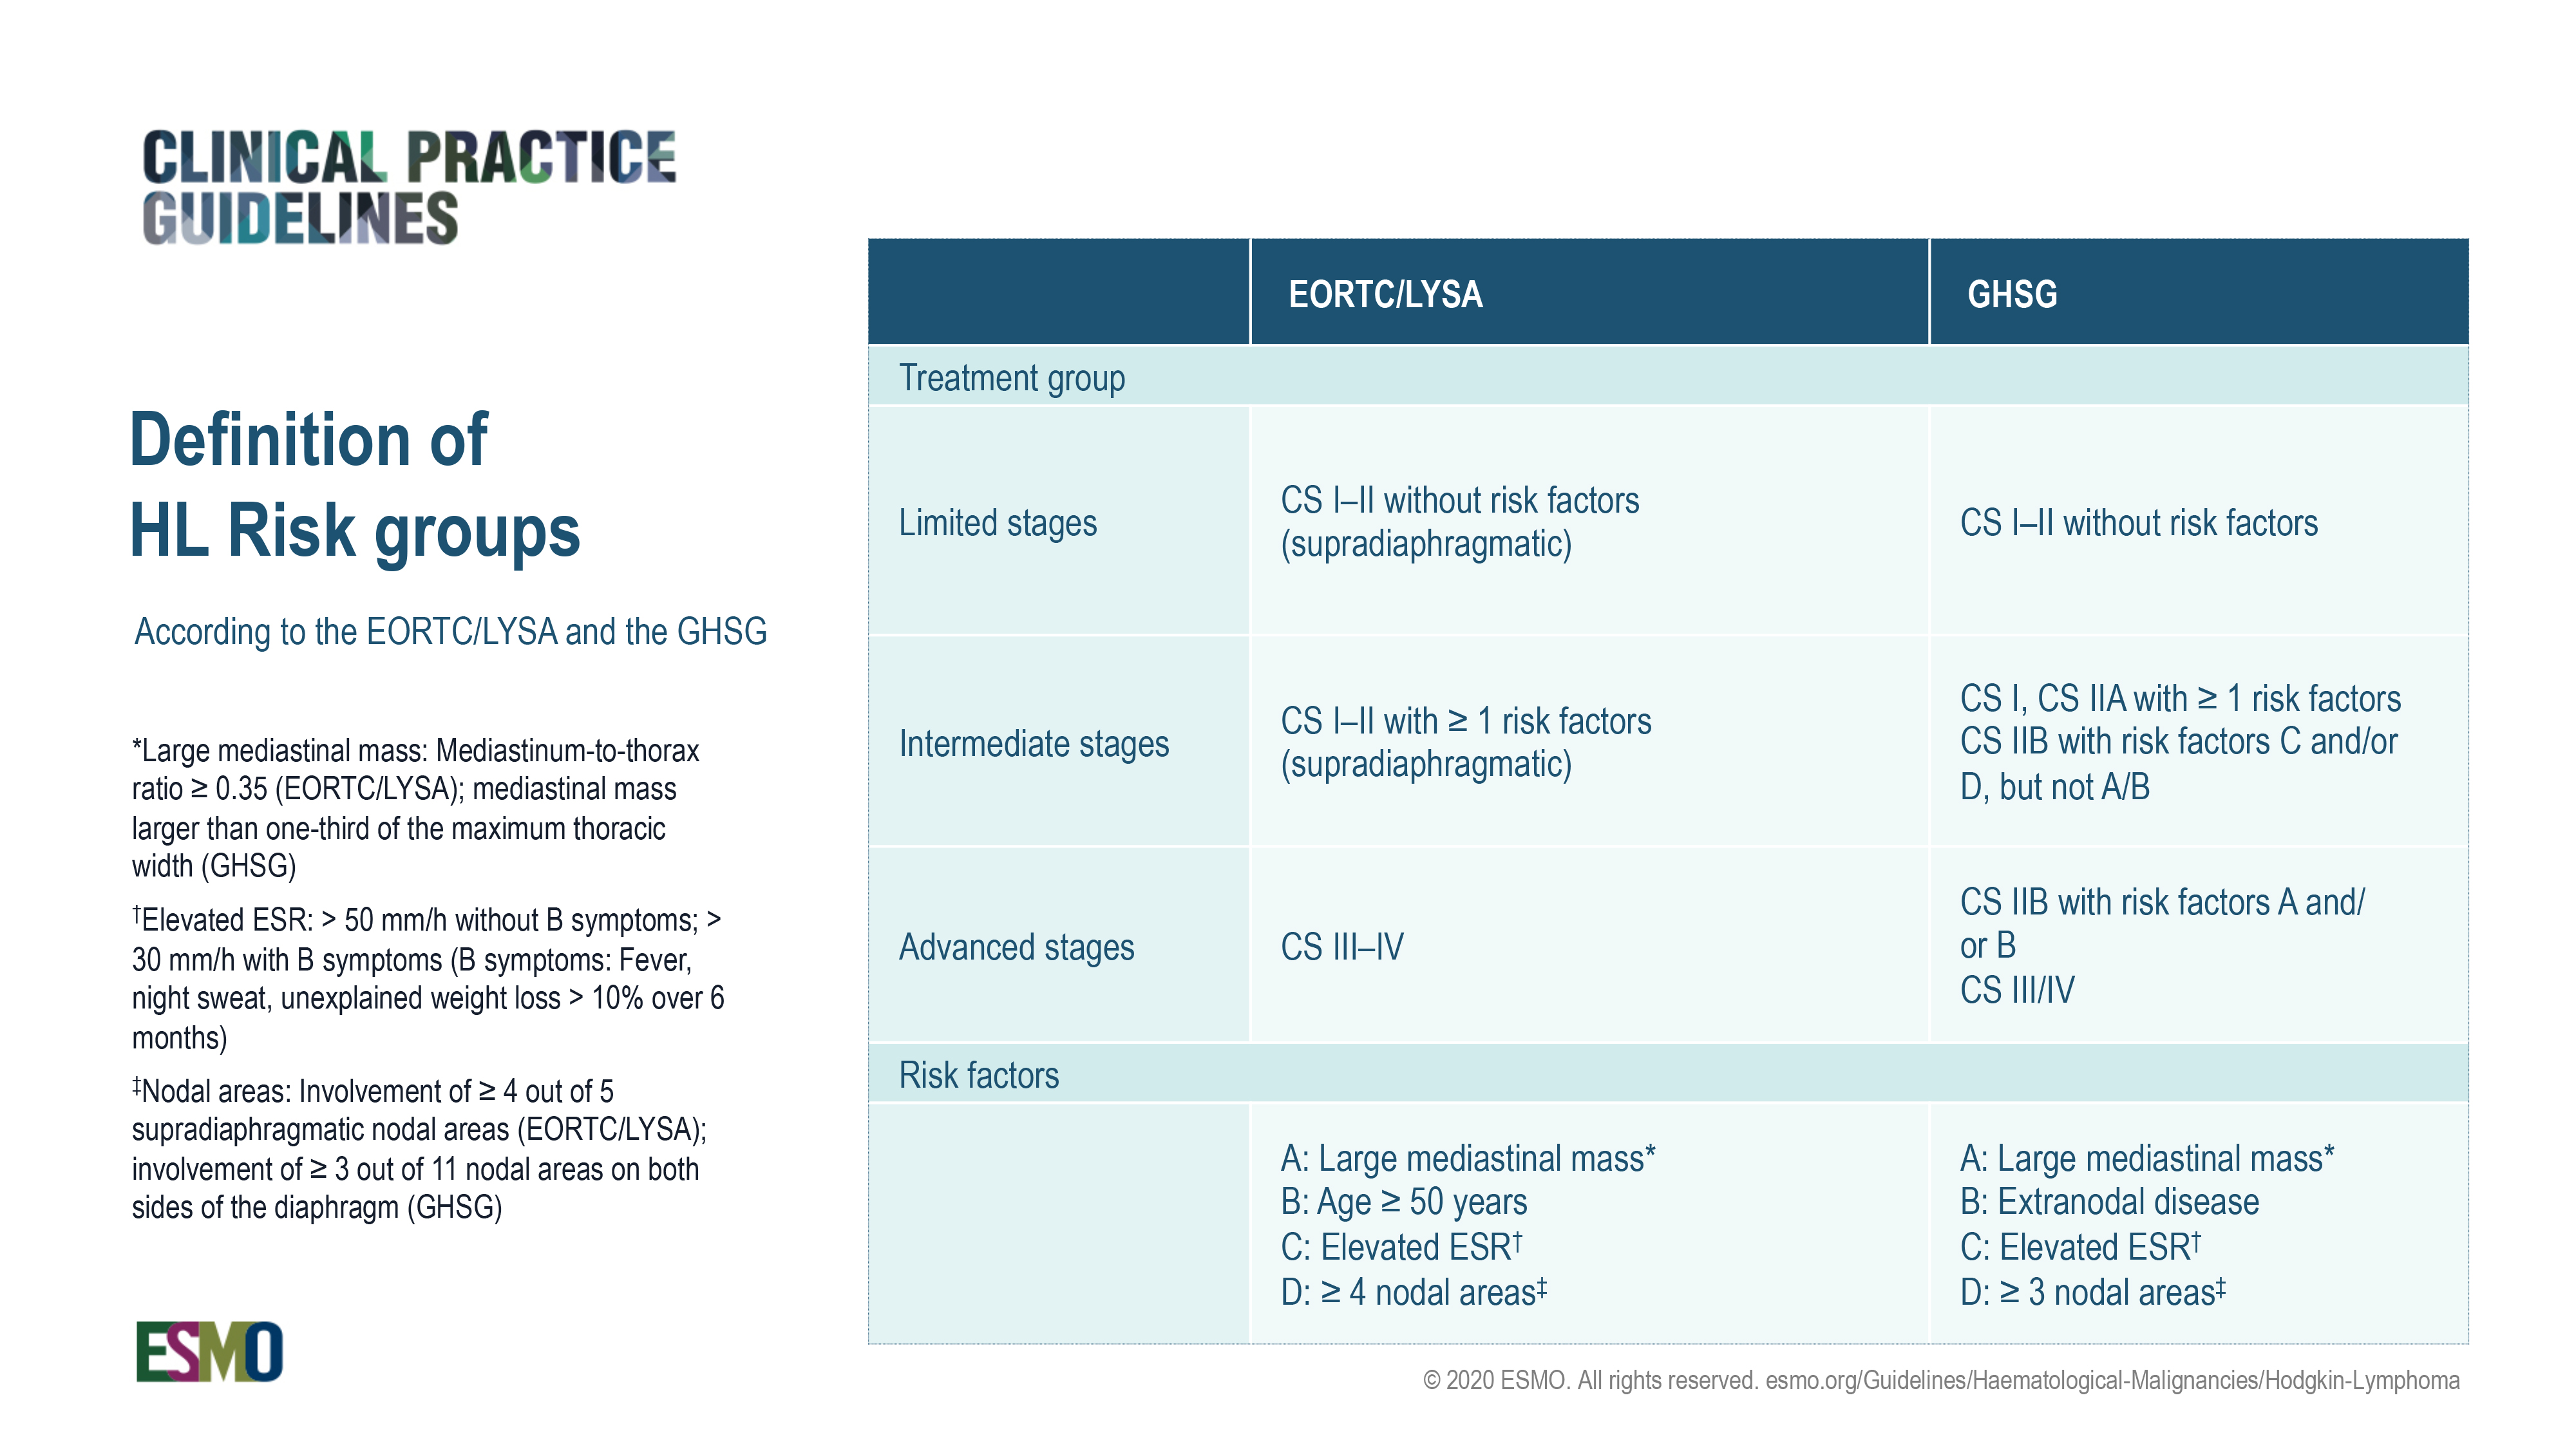 CLINICAL PRACTICE
GUIDELINES
Definition of
HL Risk groups
According to the EORTC/LYSA and the GHSG
*Large mediastinal mass: Mediastinum-to-thorax
ratio ≥ 0.35 (EORTC/LYSA); mediastinal mass
larger than one-third of the maximum thoracic
width (GHSG)
†Elevated ESR: > 50 mm/h without B symptoms; >
30 mm/h with B symptoms (B symptoms: Fever,
night sweat, unexplained weight loss > 10% over 6
months)
‡Nodal areas: Involvement of ≥ 4 out of 5
supradiaphragmatic nodal areas (EORTC/LYSA);
involvement of ≥ 3 out of 11 nodal areas on both
sides of the diaphragm (GHSG)
ESMO
EORTC/LYSA
GHSG
Treatment group
Limited stages
CS I–II without risk factors
(supradiaphragmatic)
CS I–II without risk factors
Intermediate stages
CS I–II with ≥ 1 risk factors
(supradiaphragmatic)
CS I, CS IIA with ≥ 1 risk factors
CS IIB with risk factors C and/or
D, but not A/B
Advanced stages
CS III–IV
CS IIB with risk factors A and/
or B
CS III/IV
Risk factors
A: Large mediastinal mass*
B: Age ≥ 50 years
C: Elevated ESR†
D: ≥ 4 nodal areas‡
A: Large mediastinal mass*
B: Extranodal disease
C: Elevated ESR†
D: ≥ 3 nodal areas‡
© 2020 ESMO. All rights reserved. esmo.org/Guidelines/Haematological-Malignancies/Hodgkin-Lymphoma